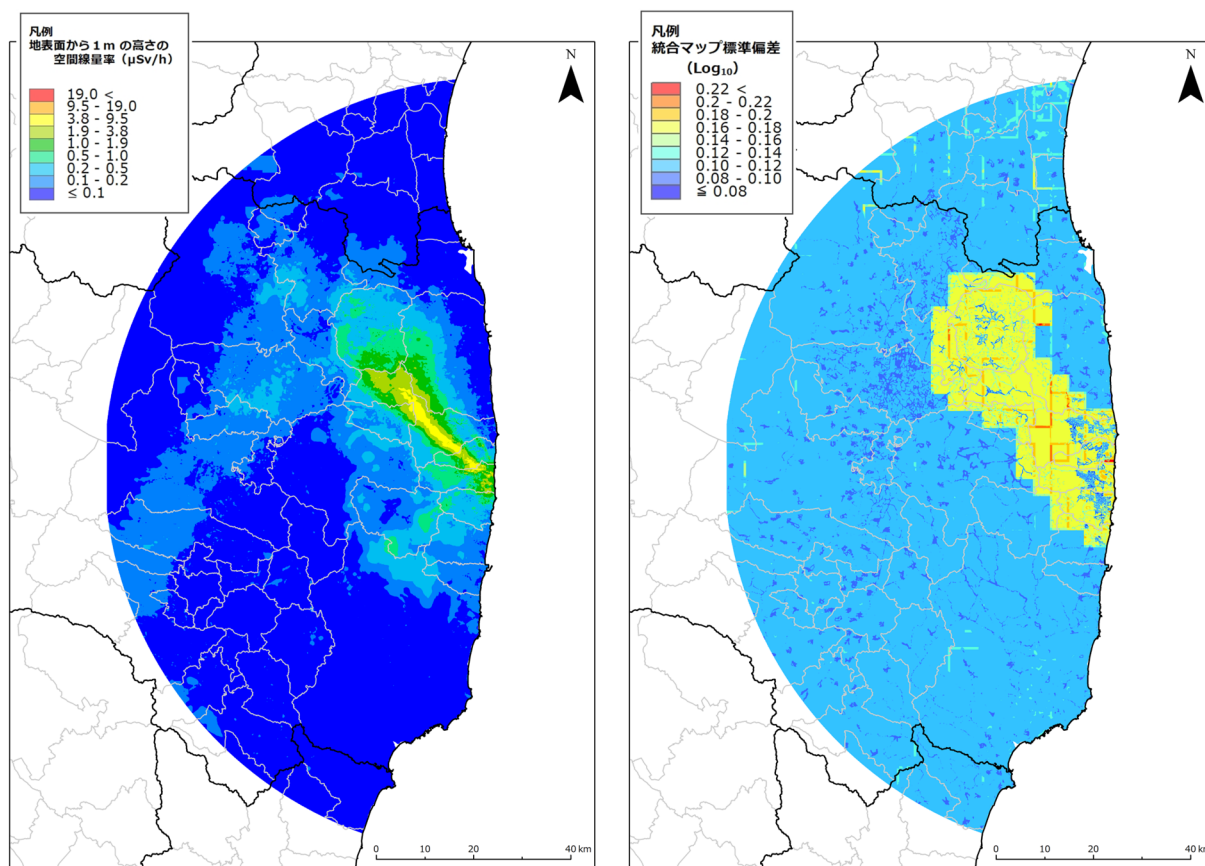 凡例
地表面から1mの高さの
空間線量率(μSv/h)
19.0 <
9.5 - 19.0
3.8 - 9.5
1.9 - 3.8
1.0 - 1.9
0.5 - 1.0
0.2 - 0.5
0.1 - 0.2
≤ 0.1
N
0 10 20 40 km
凡例
統合マップ標準偏差
(Log₁₀)
0.22 <
0.2 - 0.22
0.18 - 0.2
0.16 - 0.18
0.14 - 0.16
0.12 - 0.14
0.10 - 0.12
0.08 - 0.10
≦ 0.08
N
0 10 20 40 km